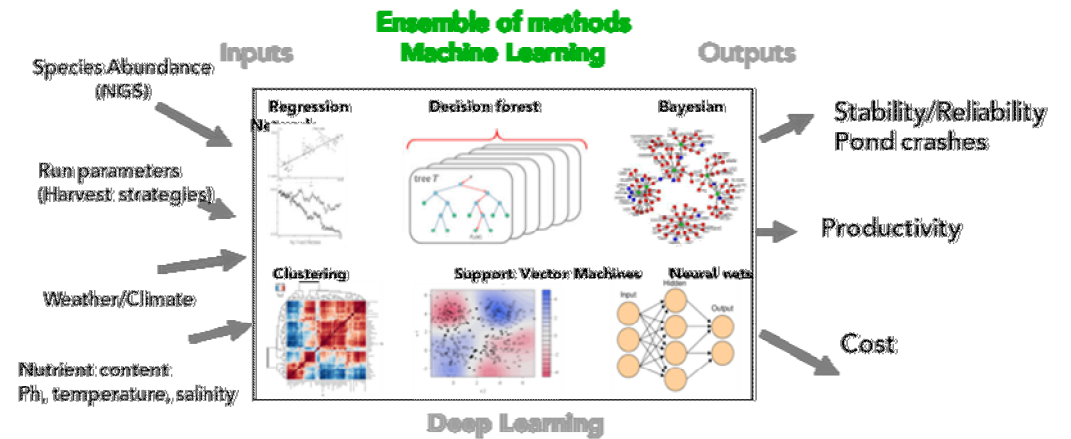 Ensemble of methods
Machine Learning
Inputs
Outputs
Species Abundance
(NGS)
Run parameters
(Harvest strategies)
Weather/Climate
Nutrient content
Ph, temperature, salinity
Regression
Decision forest
Bayesian
tree T
Clustering
Support Vector Machines
Neural nets
Input
Hidden
Output
Stability/Reliability
Pond crashes
Productivity
Cost
Deep Learning